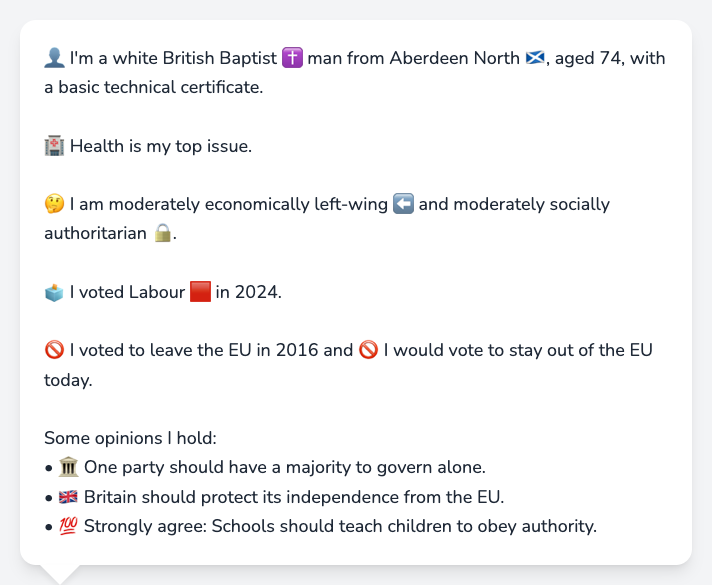 👤 I'm a white British Baptist ✝️ man from Aberdeen North 🏴󠁧󠁢󠁳󠁣󠁴󠁿, aged 74, with
a basic technical certificate.
🏥 Health is my top issue.
🤔 I am moderately economically left-wing ⬅️ and moderately socially
authoritarian 🔒.
🗳️ I voted Labour 🟥 in 2024.
🚫 I voted to leave the EU in 2016 and 🚫 I would vote to stay out of the EU
today.
Some opinions I hold:
• 🏛️ One party should have a majority to govern alone.
• 🇬🇧 Britain should protect its independence from the EU.
• 💯 Strongly agree: Schools should teach children to obey authority.